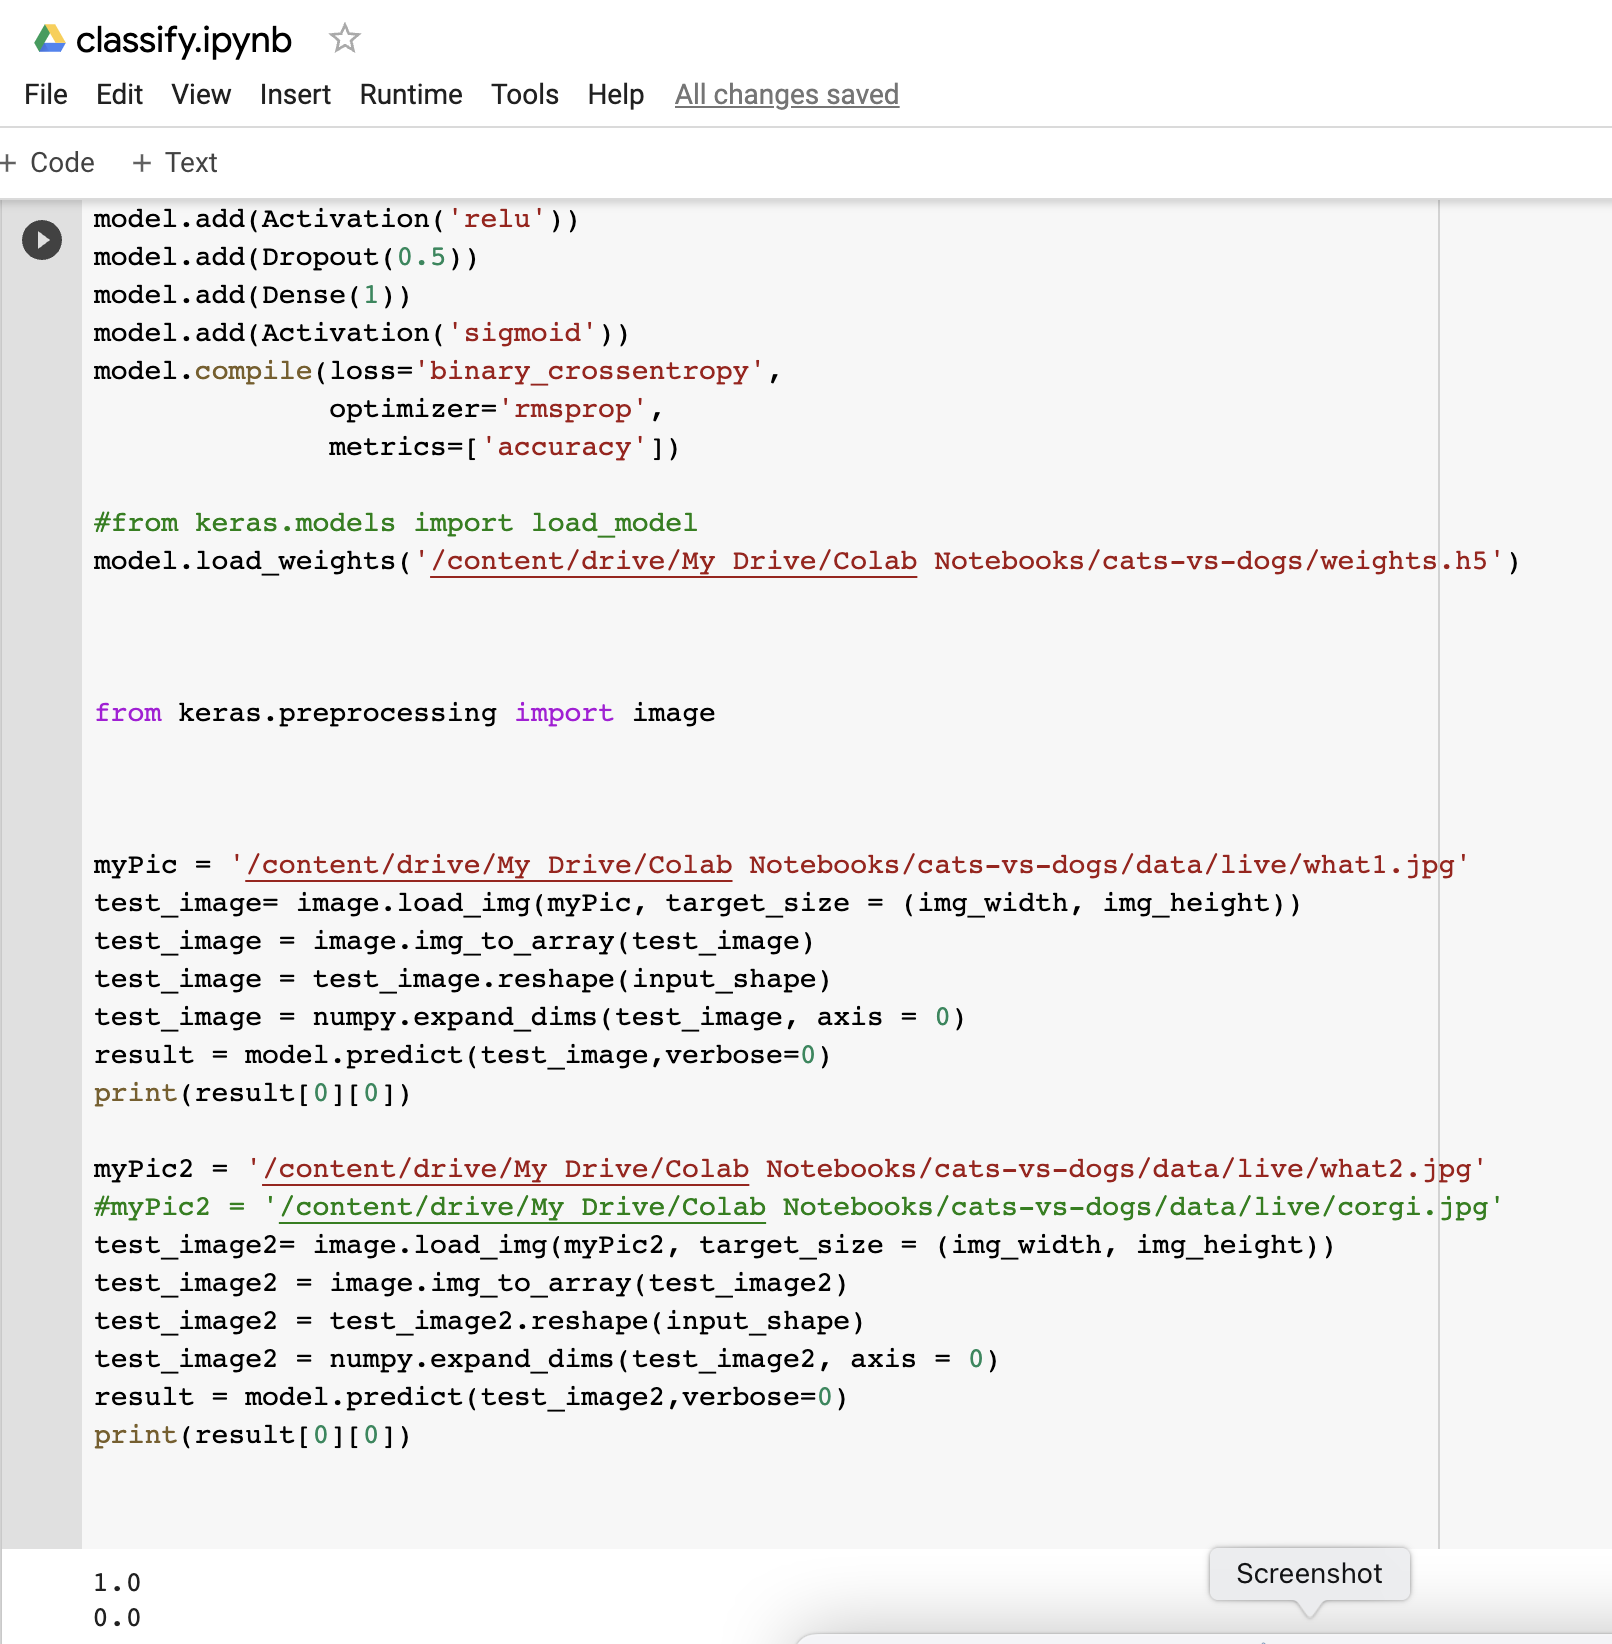 classify.ipynb
File Edit View Insert Runtime Tools Help All changes saved
+ Code + Text
model.add(Activation('relu'))
model.add(Dropout(0.5))
model.add(Dense(1))
model.add(Activation('sigmoid'))
model.compile(loss='binary_crossentropy',
              optimizer='rmsprop',
              metrics=['accuracy'])
#from keras.models import load_model
model.load_weights('/content/drive/My Drive/Colab Notebooks/cats-vs-dogs/weights.h5')
from keras.preprocessing import image
myPic = '/content/drive/My Drive/Colab Notebooks/cats-vs-dogs/data/live/what1.jpg'
test_image= image.load_img(myPic, target_size = (img_width, img_height))
test_image = image.img_to_array(test_image)
test_image = test_image.reshape(input_shape)
test_image = numpy.expand_dims(test_image, axis = 0)
result = model.predict(test_image,verbose=0)
print(result[0][0])
myPic2 = '/content/drive/My Drive/Colab Notebooks/cats-vs-dogs/data/live/what2.jpg'
#myPic2 = '/content/drive/My Drive/Colab Notebooks/cats-vs-dogs/data/live/corgi.jpg'
test_image2= image.load_img(myPic2, target_size = (img_width, img_height))
test_image2 = image.img_to_array(test_image2)
test_image2 = test_image2.reshape(input_shape)
test_image2 = numpy.expand_dims(test_image2, axis = 0)
result = model.predict(test_image2,verbose=0)
print(result[0][0])
Screenshot
1.0
0.0